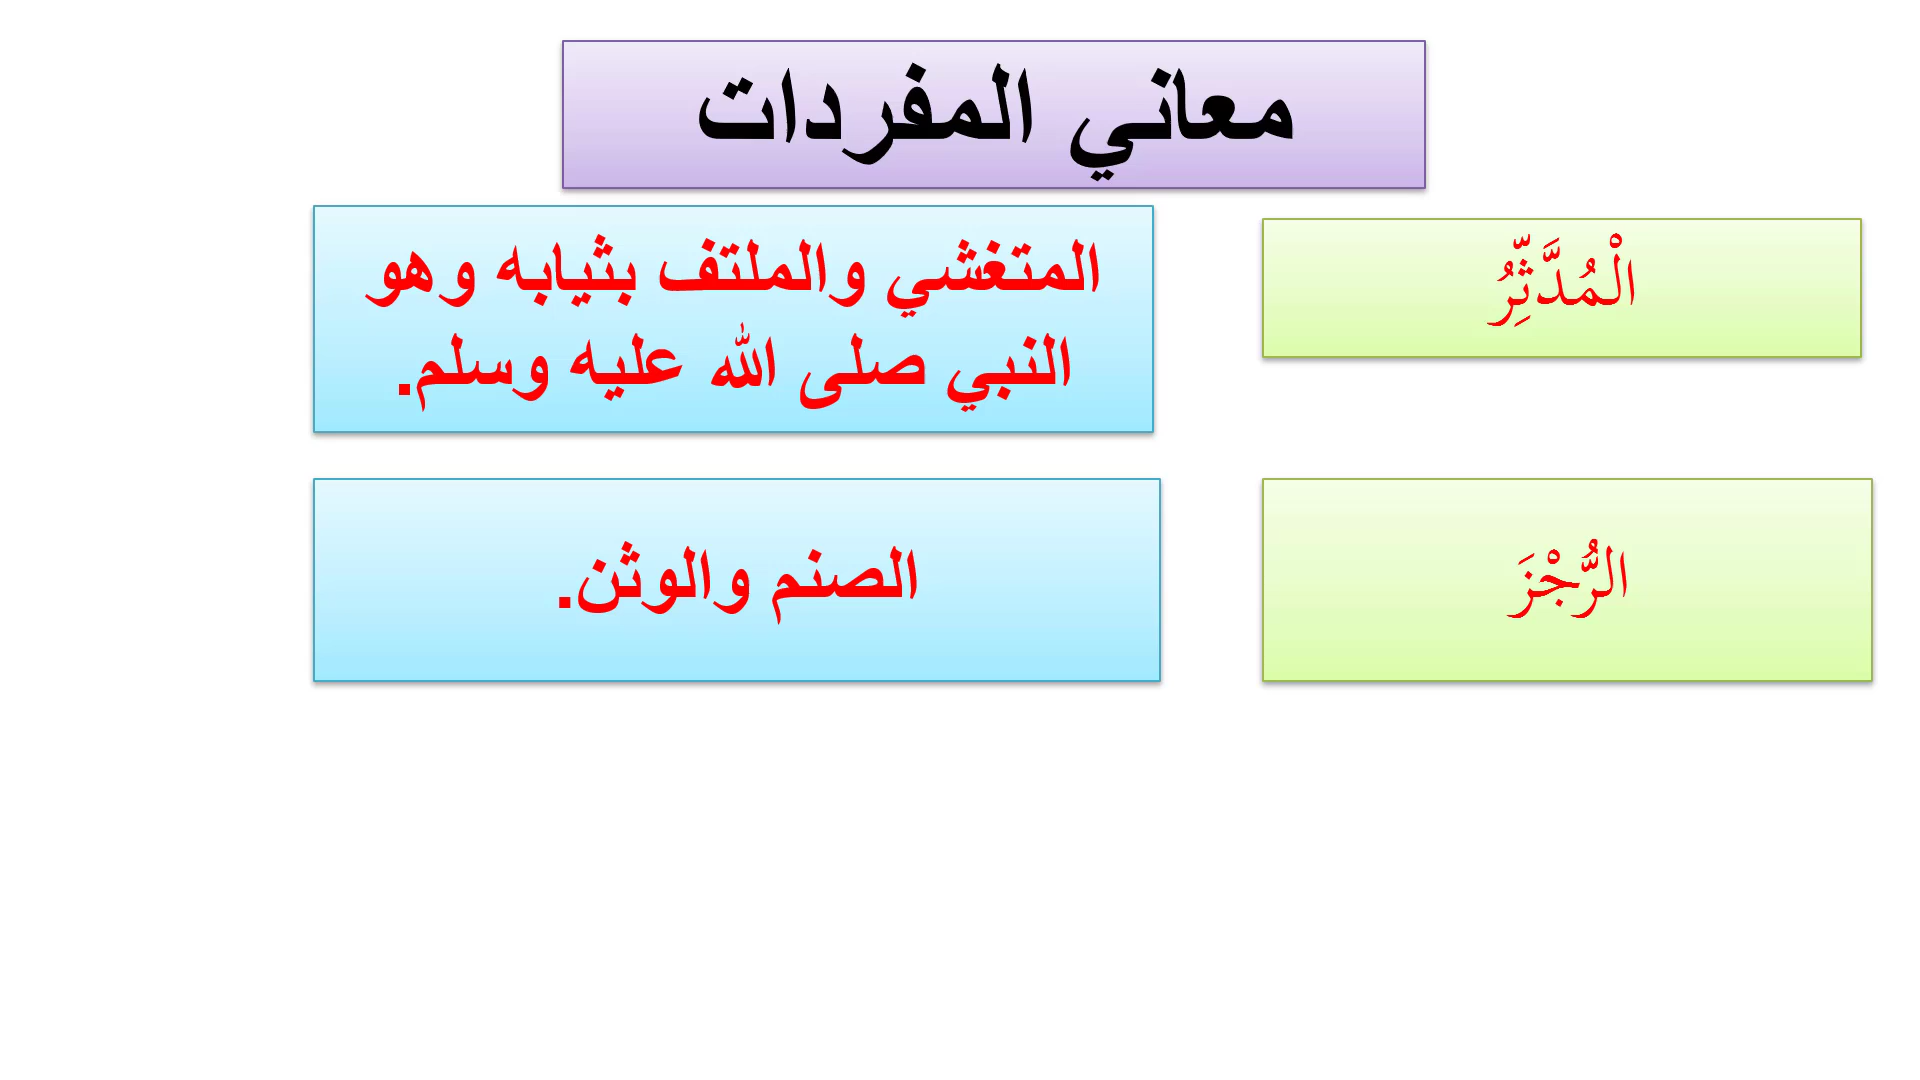 معاني المفردات
الْمُدَّثِّرُ
المتغشي والملتف بثيابه وهو
النبي صلى الله عليه وسلم.
الرُّجْزَ
الصنم والوثن.